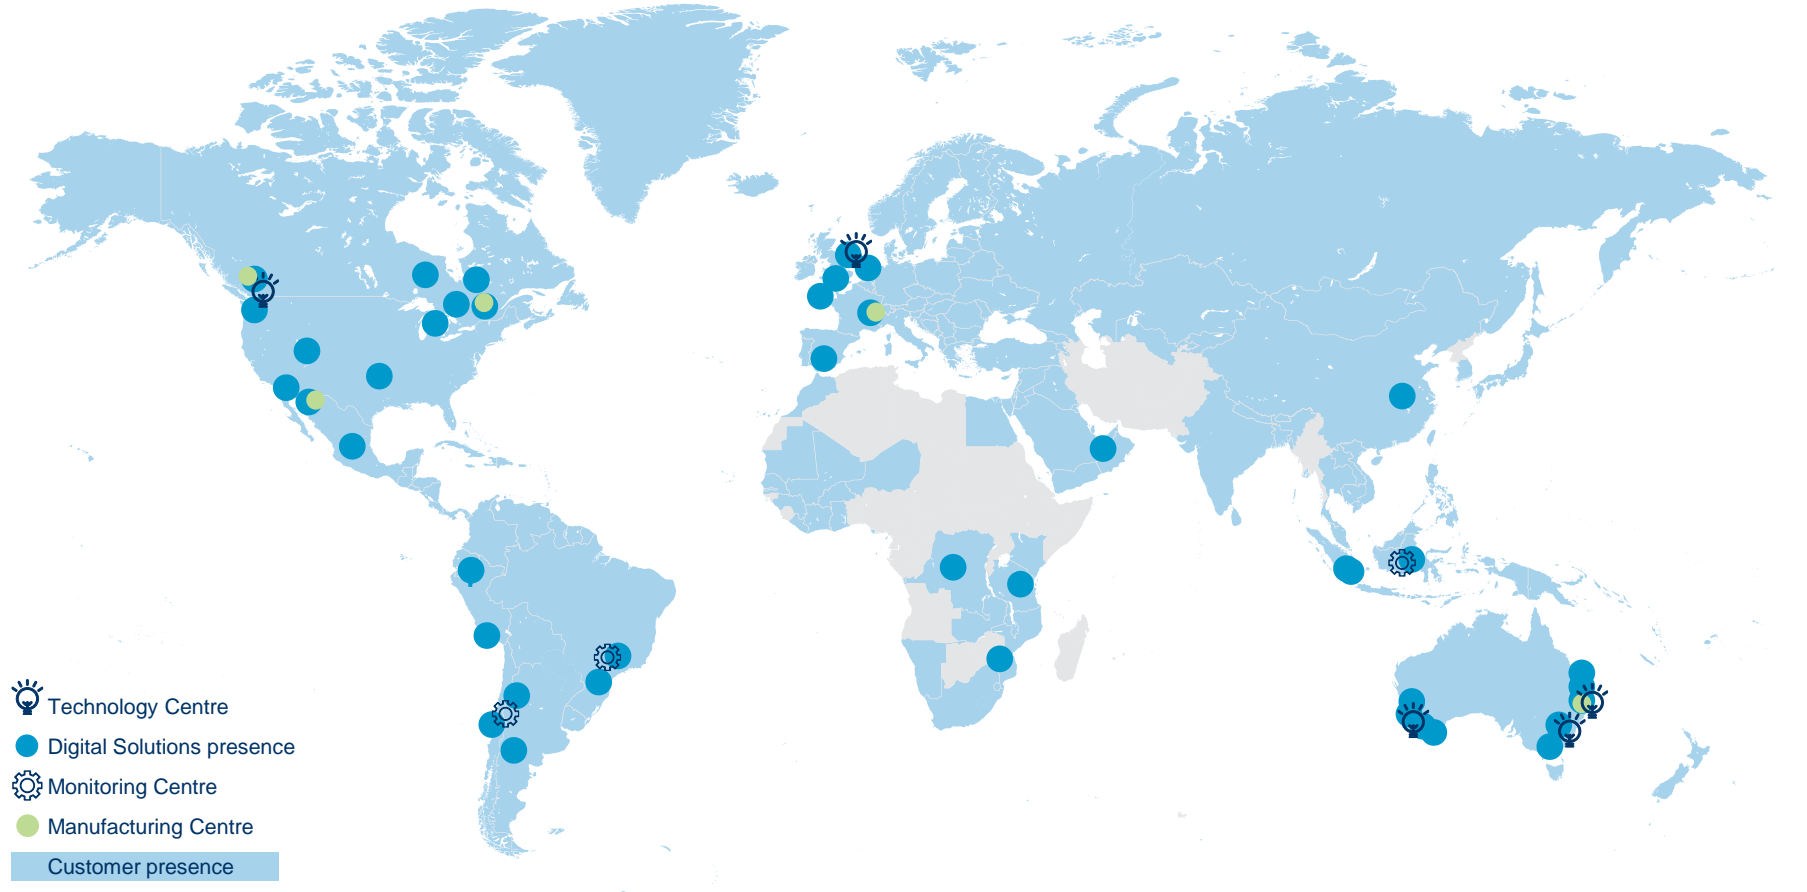 Technology Centre
Digital Solutions presence
Monitoring Centre
Manufacturing Centre
Customer presence